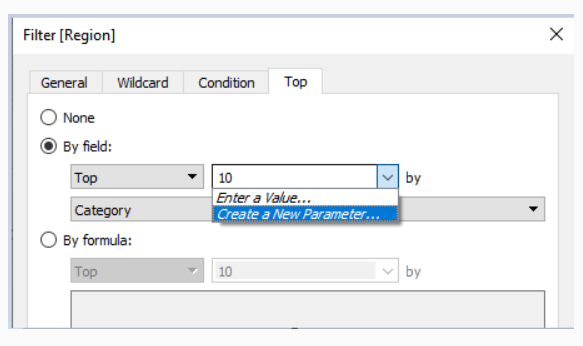 Filter [Region]
General Wildcard Condition Top
None
By field:
Top 10 by
Enter a Value...
Category Create a New Parameter...
By formula:
Top 10 by